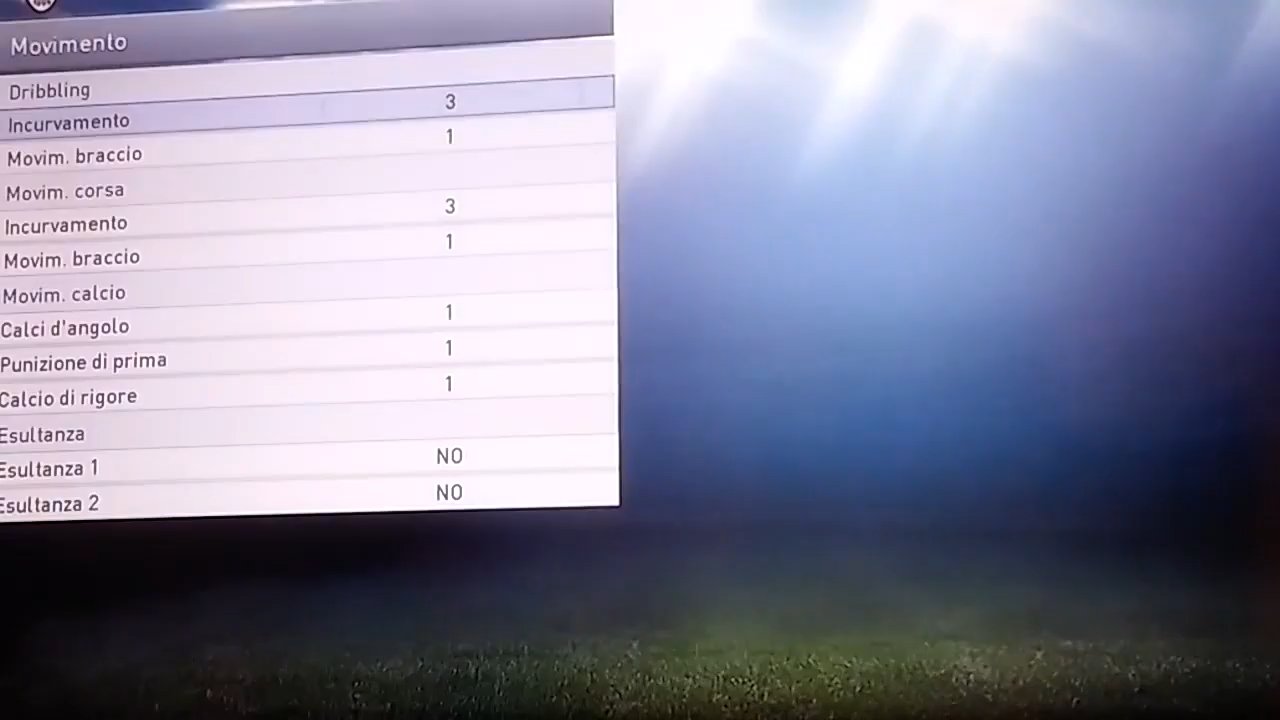 Movimento
Dribbling
Incurvamento 3
Movim. braccio 1
Movim. corsa
Incurvamento 3
Movim. braccio 1
Movim. calcio
Calci d'angolo 1
Punizione di prima 1
Calcio di rigore 1
Esultanza
Esultanza 1 NO
Esultanza 2 NO